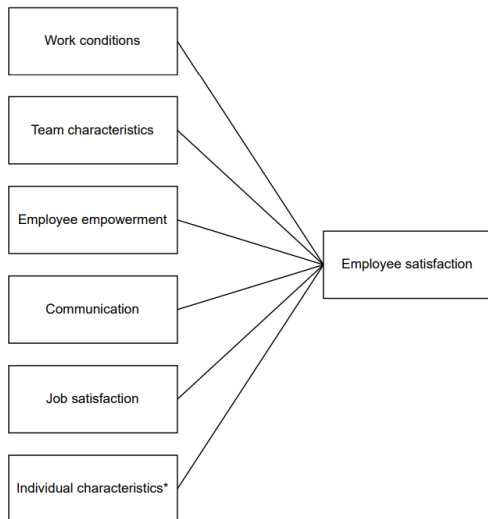 Work conditions
Team characteristics
Employee empowerment
Employee satisfaction
Communication
Job satisfaction
Individual characteristics*